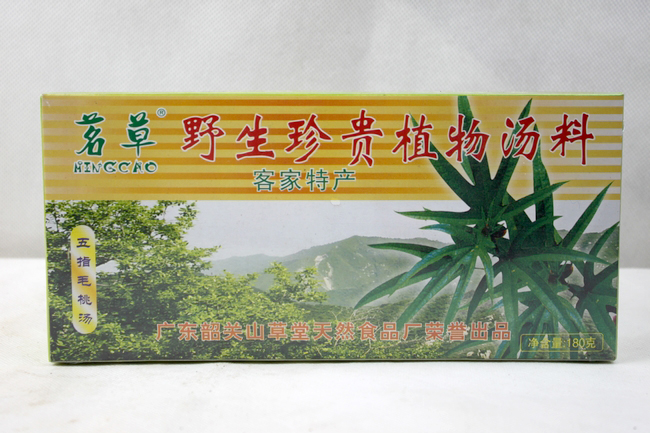 茗草®
MINGCAO
野生珍贵植物汤料
客家特产
五指毛桃汤
广东韶关山草堂天然食品厂荣誉出品
净含量:180克